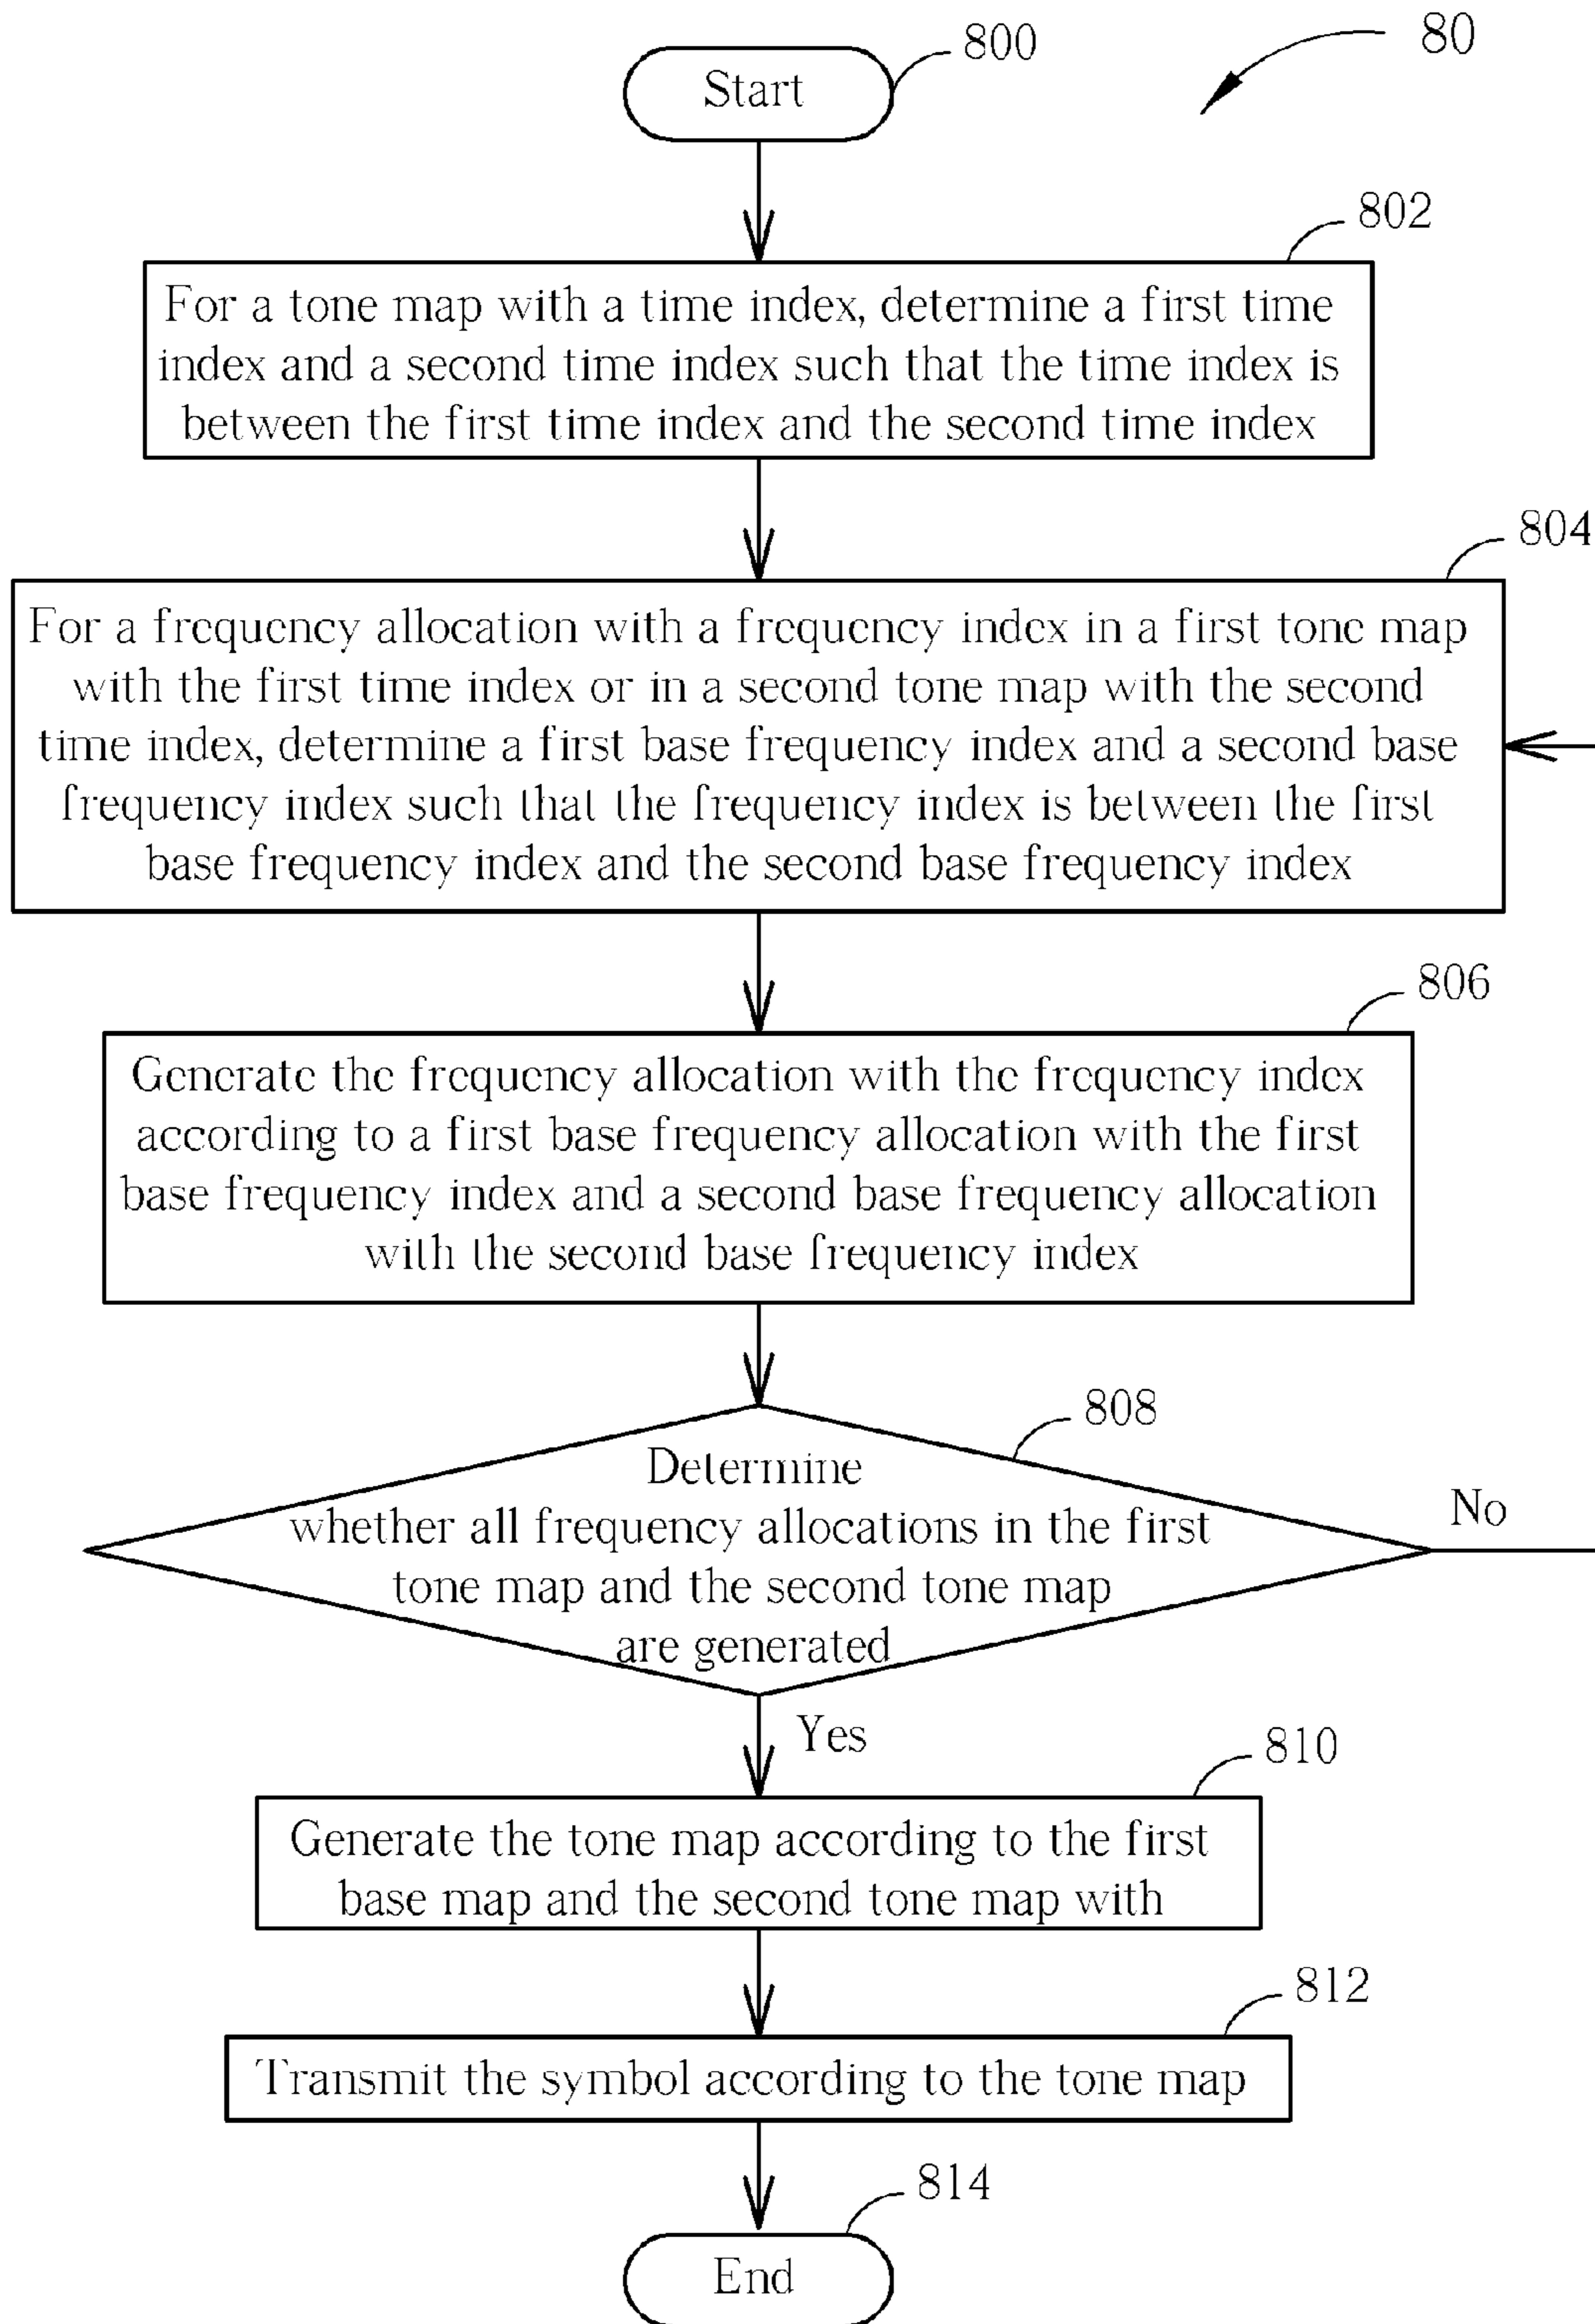 800
80
Start
802
For a tone map with a time index, determine a first time
index and a second time index such that the time index is
between the first time index and the second time index
804
For a frequency allocation with a frequency index in a first tone map
with the first time index or in a second tone map with the second
time index, determine a first base frequency index and a second base
frequency index such that the frequency index is between the first
base frequency index and the second base frequency index
806
Generate the frequency allocation with the frequency index
according to a first base frequency allocation with the first
base frequency index and a second base frequency allocation
with the second base frequency index
808
Determine
whether all frequency allocations in the first
tone map and the second tone map
are generated
No
Yes
810
Generate the tone map according to the first
base map and the second tone map with
812
Transmit the symbol according to the tone map
814
End